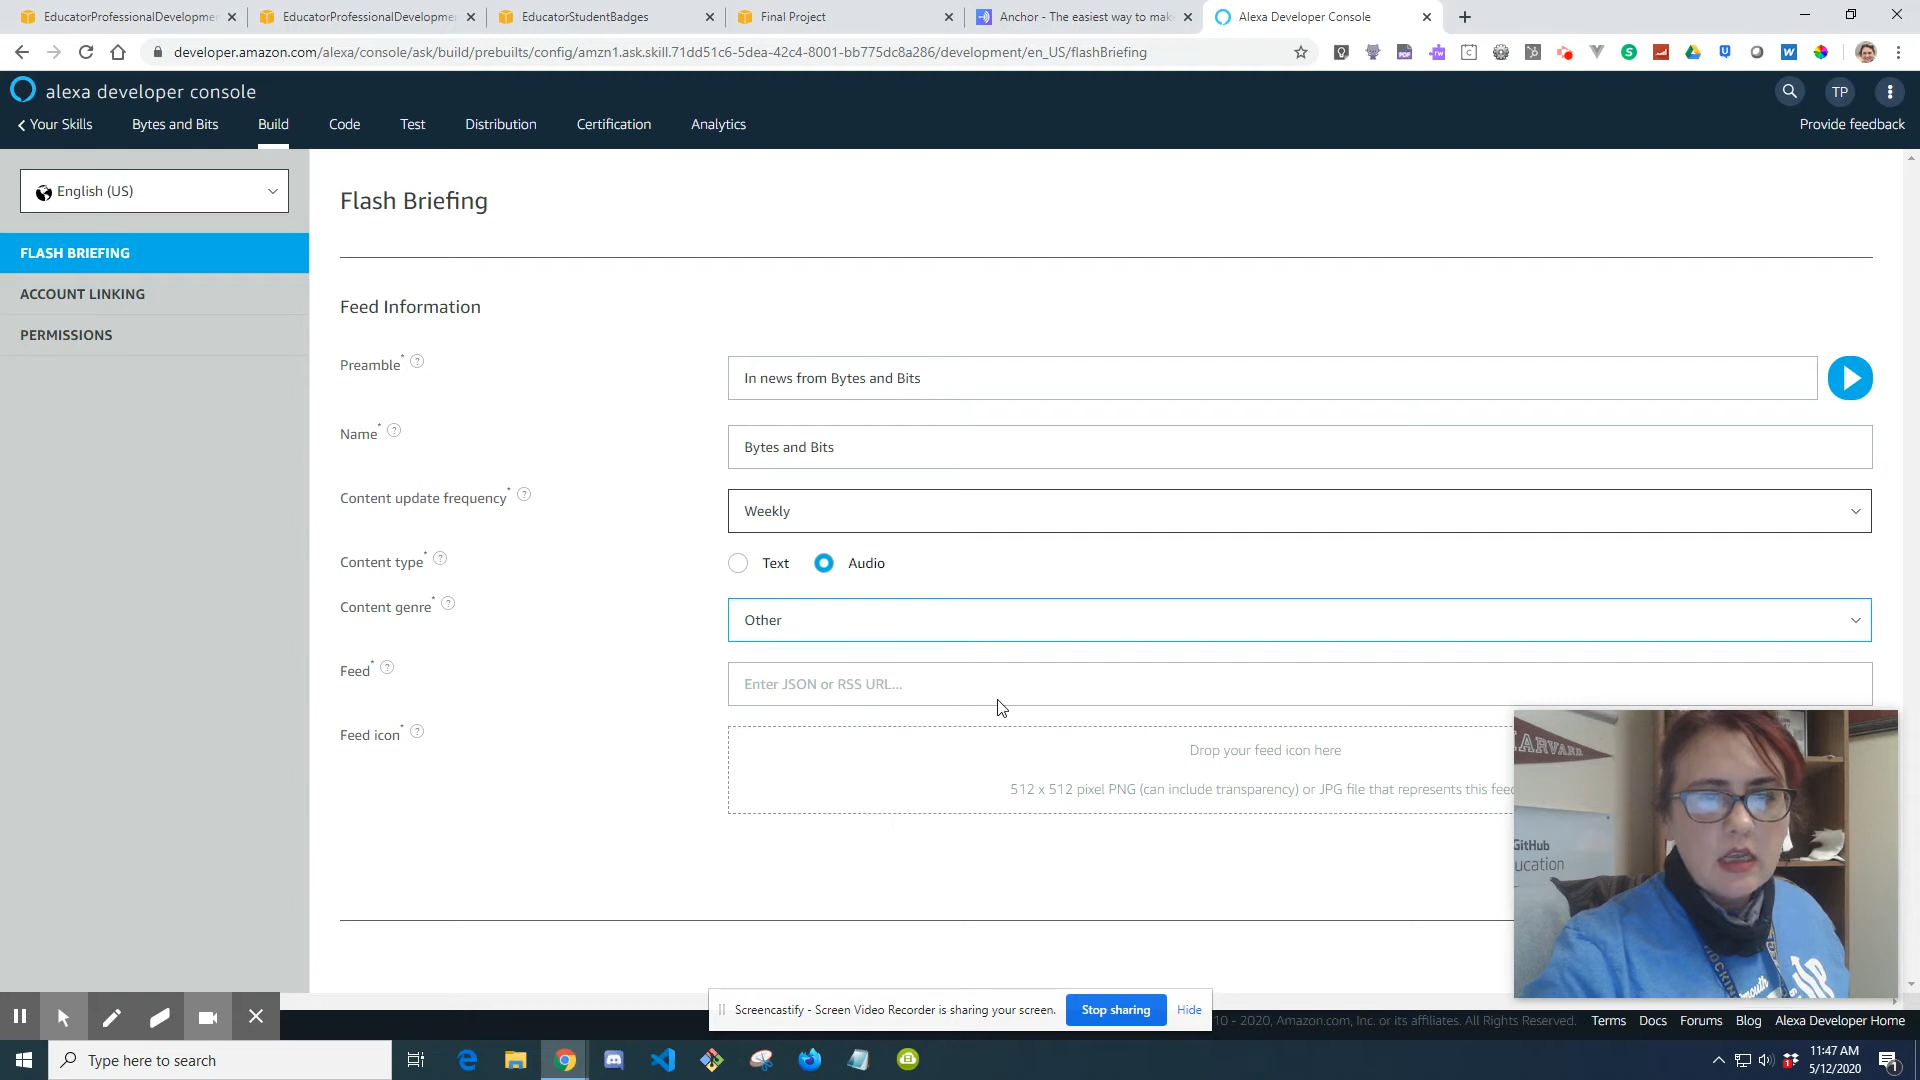 EducatorProfessionalDevelopmen
EducatorProfessionalDevelopme
EducatorStudentBadges
Final Project
Anchor - The easiest way to mak
Alexa Developer Console
developer.amazon.com/alexa/console/ask/build/prebuilts/config/amzn1.ask.skill.71dd51c6-5dea-42c4-8001-bb775dc8a286/development/en_US/flashBriefing
alexa developer console
TP
Your Skills
Bytes and Bits
Build
Code
Test
Distribution
Certification
Analytics
Provide feedback
English (US)
FLASH BRIEFING
ACCOUNT LINKING
PERMISSIONS
Flash Briefing
Feed Information
Preamble* ?
In news from Bytes and Bits
Name* ?
Bytes and Bits
Content update frequency* ?
Weekly
Content type* ?
Text
Audio
Content genre* ?
Other
Feed* ?
Enter JSON or RSS URL...
Feed icon* ?
Drop your feed icon here
512 x 512 pixel PNG (can include transparency) or JPG file that represents this feed
HARVARD
GitHub
ucation
Screencastify - Screen Video Recorder is sharing your screen.
Stop sharing
Hide
10 - 2020, Amazon.com, Inc. or its affiliates. All Rights Reserved.
Terms
Docs
Forums
Blog
Alexa Developer Home
Type here to search
11:47 AM
5/12/2020
1